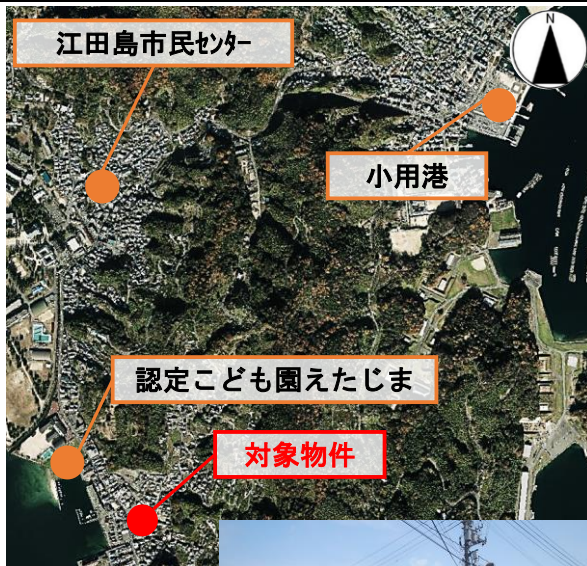 江田島市民ｾﾝﾀｰ
N
小用港
認定こども園えたじま
対象物件